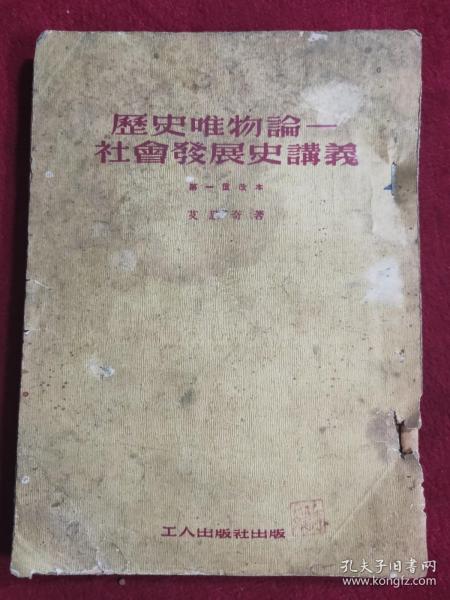 歷史唯物論—
社會發展史講義
第一重改本
艾思奇著
工人出版社出版
孔夫子旧书网
www.kongfz.com